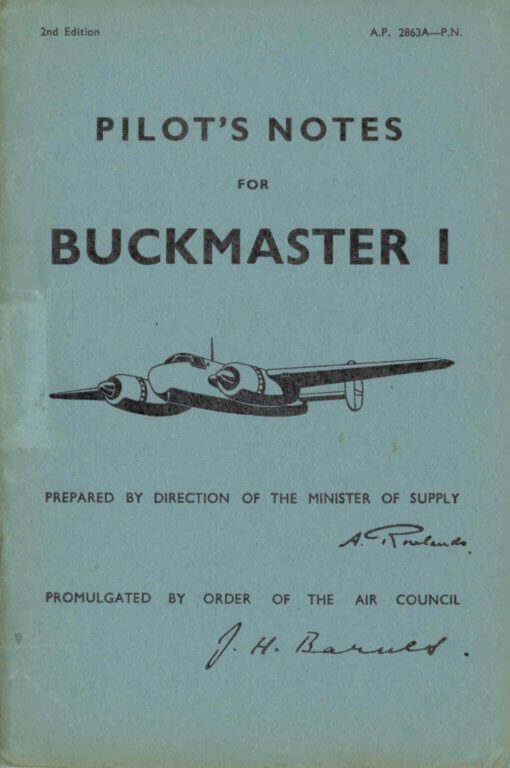 2nd Edition A.P. 2863A—P.N.
PILOT'S NOTES
FOR
BUCKMASTER I
PREPARED BY DIRECTION OF THE MINISTER OF SUPPLY
A. Rowlands.
PROMULGATED BY ORDER OF THE AIR COUNCIL
J. H. Barnes.